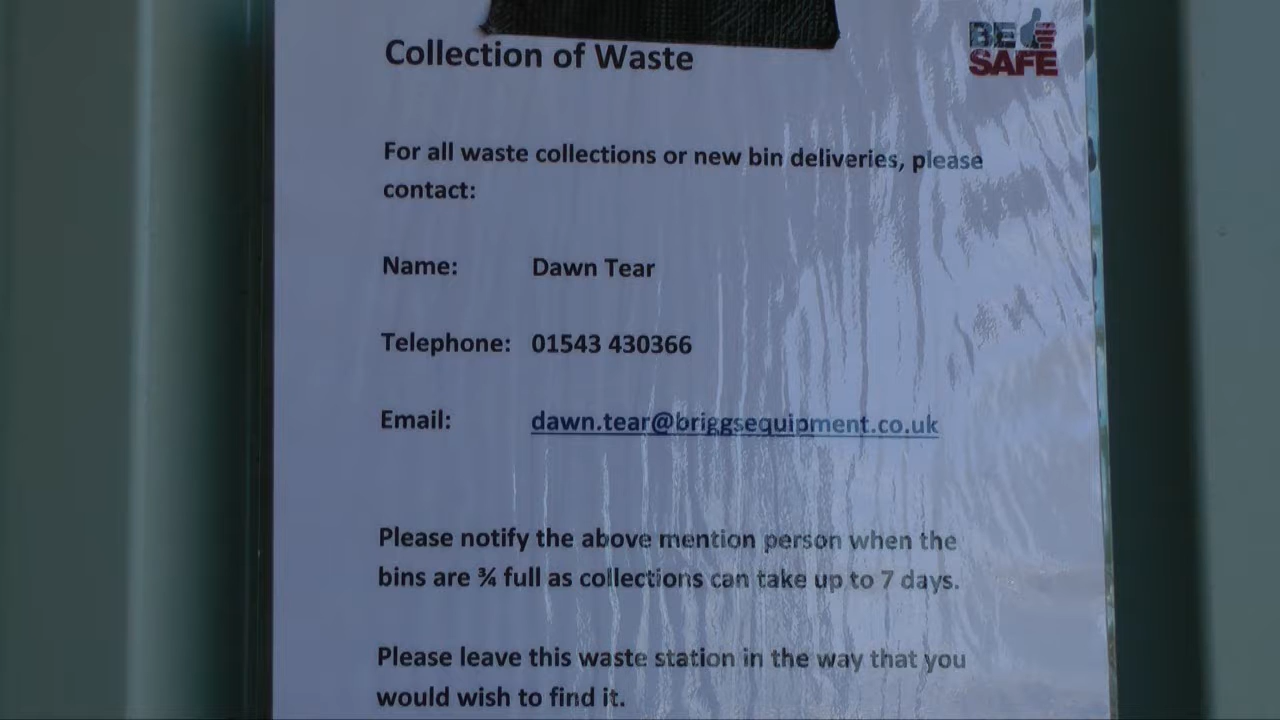 Collection of Waste
BE
SAFE
For all waste collections or new bin deliveries, please
contact:
Name: Dawn Tear
Telephone: 01543 430366
Email: dawn.tear@briggsequipment.co.uk
Please notify the above mention person when the
bins are ¾ full as collections can take up to 7 days.
Please leave this waste station in the way that you
would wish to find it.